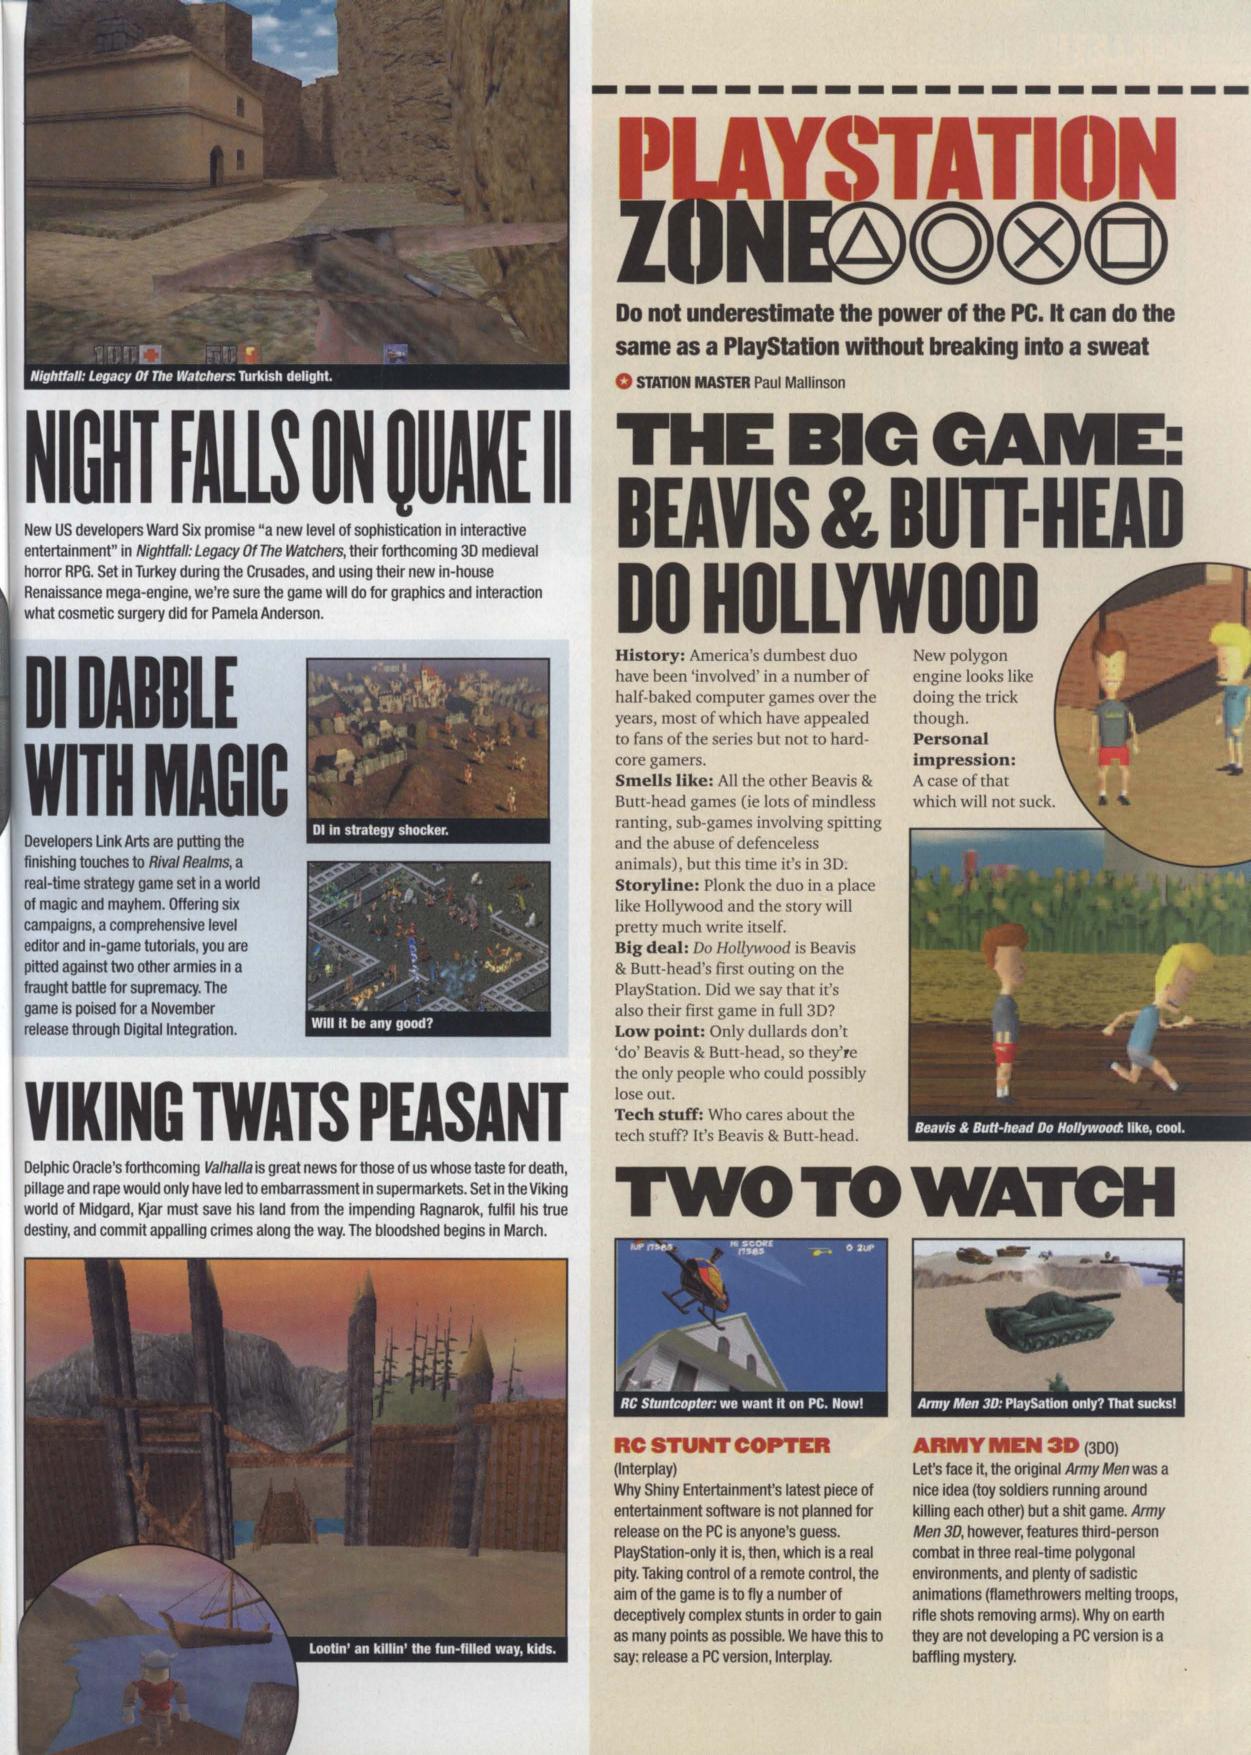 100 50
Nightfall: Legacy Of The Watchers: Turkish delight.
NIGHT FALLS ON QUAKE II
New US developers Ward Six promise “a new level of sophistication in interactive
entertainment” in Nightfall: Legacy Of The Watchers, their forthcoming 3D medieval
horror RPG. Set in Turkey during the Crusades, and using their new in-house
Renaissance mega-engine, we’re sure the game will do for graphics and interaction
what cosmetic surgery did for Pamela Anderson.
DI DABBLE
WITH MAGIC
Developers Link Arts are putting the
finishing touches to Rival Realms, a
real-time strategy game set in a world
of magic and mayhem. Offering six
campaigns, a comprehensive level
editor and in-game tutorials, you are
pitted against two other armies in a
fraught battle for supremacy. The
game is poised for a November
release through Digital Integration.
DI in strategy shocker.
Will it be any good?
VIKING TWATS PEASANT
Delphic Oracle’s forthcoming Valhalla is great news for those of us whose taste for death,
pillage and rape would only have led to embarrassment in supermarkets. Set in the Viking
world of Midgard, Kjar must save his land from the impending Ragnarok, fulfil his true
destiny, and commit appalling crimes along the way. The bloodshed begins in March.
Lootin’ an killin’ the fun-filled way, kids.
PLAYSTATION
ZONE
Do not underestimate the power of the PC. It can do the
same as a PlayStation without breaking into a sweat
STATION MASTER Paul Mallinson
THE BIG GAME:
BEAVIS & BUTT-HEAD
DO HOLLYWOOD
History: America’s dumbest duo
have been ‘involved’ in a number of
half-baked computer games over the
years, most of which have appealed
to fans of the series but not to hard-
core gamers.
Smells like: All the other Beavis &
Butt-head games (ie lots of mindless
ranting, sub-games involving spitting
and the abuse of defenceless
animals), but this time it’s in 3D.
Storyline: Plonk the duo in a place
like Hollywood and the story will
pretty much write itself.
Big deal: Do Hollywood is Beavis
& Butt-head’s first outing on the
PlayStation. Did we say that it’s
also their first game in full 3D?
Low point: Only dullards don’t
‘do’ Beavis & Butt-head, so they’re
the only people who could possibly
lose out.
Tech stuff: Who cares about the
tech stuff? It’s Beavis & Butt-head.
New polygon
engine looks like
doing the trick
though.
Personal
impression:
A case of that
which will not suck.
Beavis & Butt-head Do Hollywood: like, cool.
TWO TO WATCH
1UP 17585 HI SCORE 0 2UP
17585
RC Stuntcopter: we want it on PC. Now!
RC STUNT COPTER
(Interplay)
Why Shiny Entertainment’s latest piece of
entertainment software is not planned for
release on the PC is anyone’s guess.
PlayStation-only it is, then, which is a real
pity. Taking control of a remote control, the
aim of the game is to fly a number of
deceptively complex stunts in order to gain
as many points as possible. We have this to
say: release a PC version, Interplay.
Army Men 3D: PlaySation only? That sucks!
ARMY MEN 3D (3DO)
Let’s face it, the original Army Men was a
nice idea (toy soldiers running around
killing each other) but a shit game. Army
Men 3D, however, features third-person
combat in three real-time polygonal
environments, and plenty of sadistic
animations (flamethrowers melting troops,
rifle shots removing arms). Why on earth
they are not developing a PC version is a
baffling mystery.